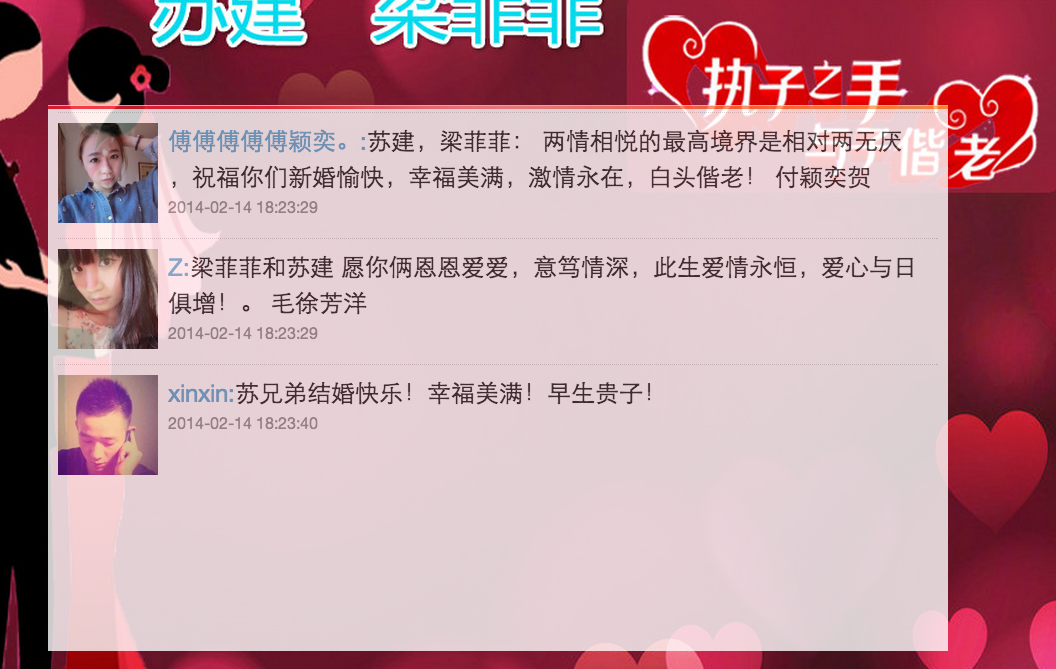 苏建 梁菲菲
执子之手
与子偕老
傅傅傅傅傅颖奕。:苏建，梁菲菲： 两情相悦的最高境界是相对两无厌
，祝福你们新婚愉快，幸福美满，激情永在，白头偕老！ 付颖奕贺
2014-02-14 18:23:29
Z:梁菲菲和苏建 愿你俩恩恩爱爱，意笃情深，此生爱情永恒，爱心与日
俱增！。 毛徐芳洋
2014-02-14 18:23:29
xinxin:苏兄弟结婚快乐！幸福美满！早生贵子！
2014-02-14 18:23:40